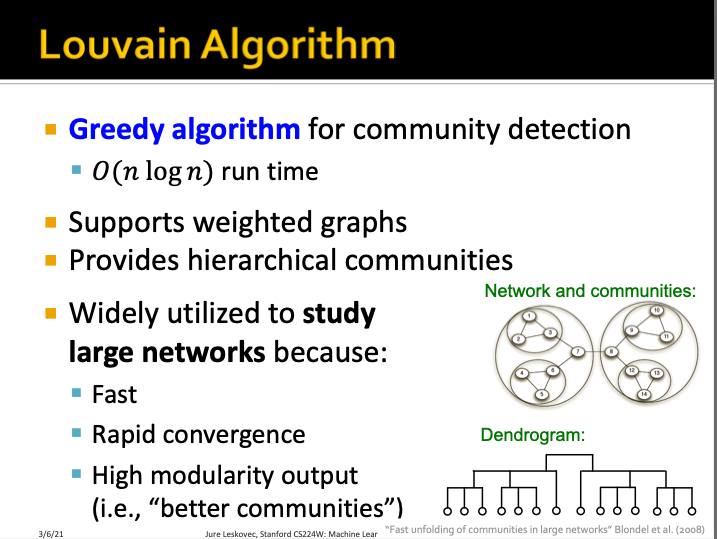 Louvain Algorithm
Greedy algorithm for community detection
O(n log n) run time
Supports weighted graphs
Provides hierarchical communities
Widely utilized to study
large networks because:
Fast
Rapid convergence
High modularity output
(i.e., "better communities")
Network and communities:
1
2
3
4
5
6
7
8
9
10
11
12
13
14
Dendrogram:
3/6/21
Jure Leskovec, Stanford CS224W: Machine Lear
"Fast unfolding of communities in large networks" Blondel et al. (2008)